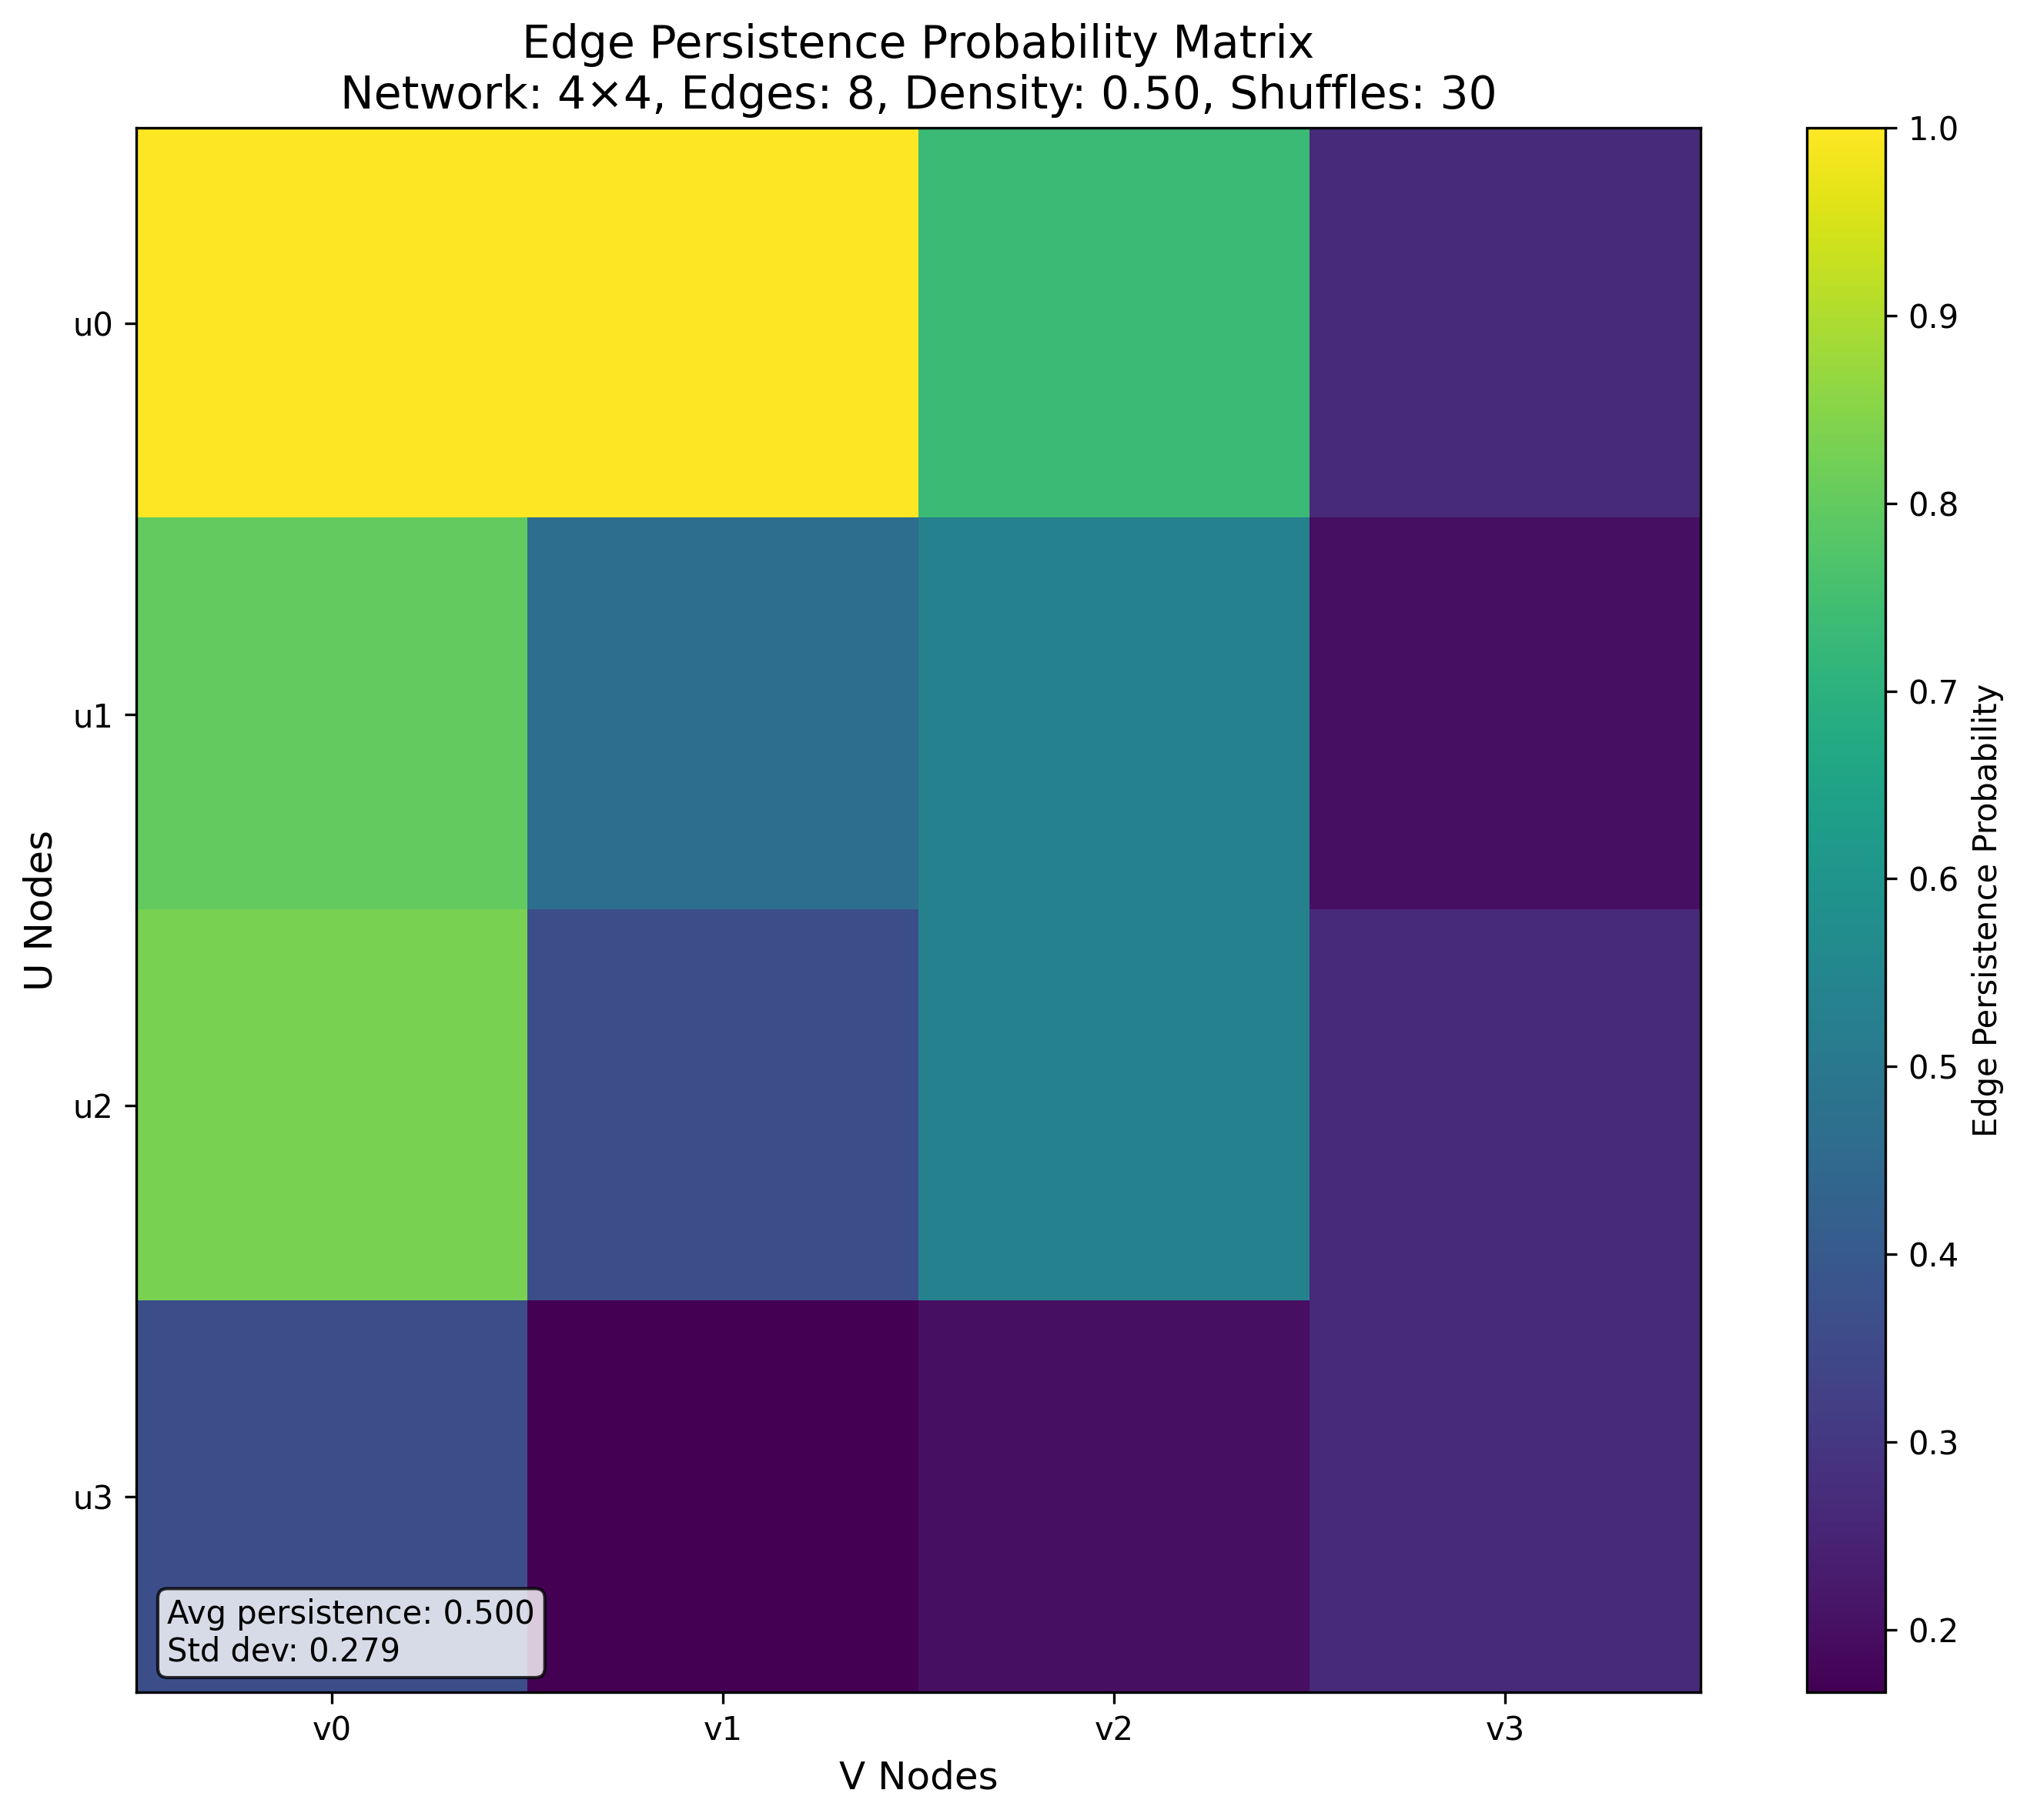 Edge Persistence Probability Matrix
Network: 4×4, Edges: 8, Density: 0.50, Shuffles: 30
U Nodes
u0
u1
u2
u3
Avg persistence: 0.500
Std dev: 0.279
v0
v1
v2
v3
V Nodes
1.0
0.9
0.8
0.7
0.6
0.5
0.4
0.3
0.2
Edge Persistence Probability